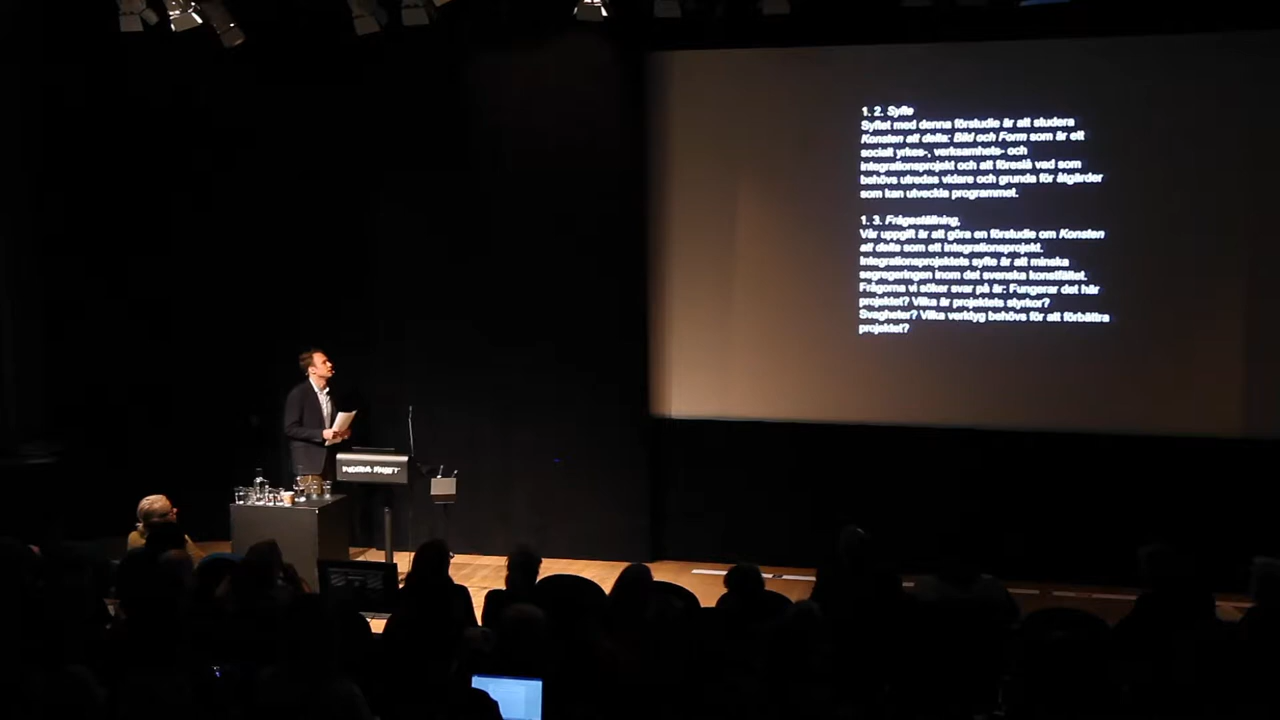 1. 2. Syfte
Syftet med denna förstudie är att studera
Konsten att delta: Bild och Form som är ett
socialt yrkes-, verksamhets- och
integrationsprojekt och att föreslå vad som
behövs utredas vidare och grunda för åtgärder
som kan utveckla programmet.
1. 3. Frågeställning,
Vår uppgift är att göra en förstudie om Konsten
att delta som ett integrationsprojekt.
Integrationsprojektets syfte är att minska
segregeringen inom det svenska konstfältet.
Frågorna vi söker svar på är: Fungerar det här
projektet? Vilka är projektets styrkor?
Svagheter? Vilka verktyg behövs för att förbättra
projektet?
MODERNA MUSEET